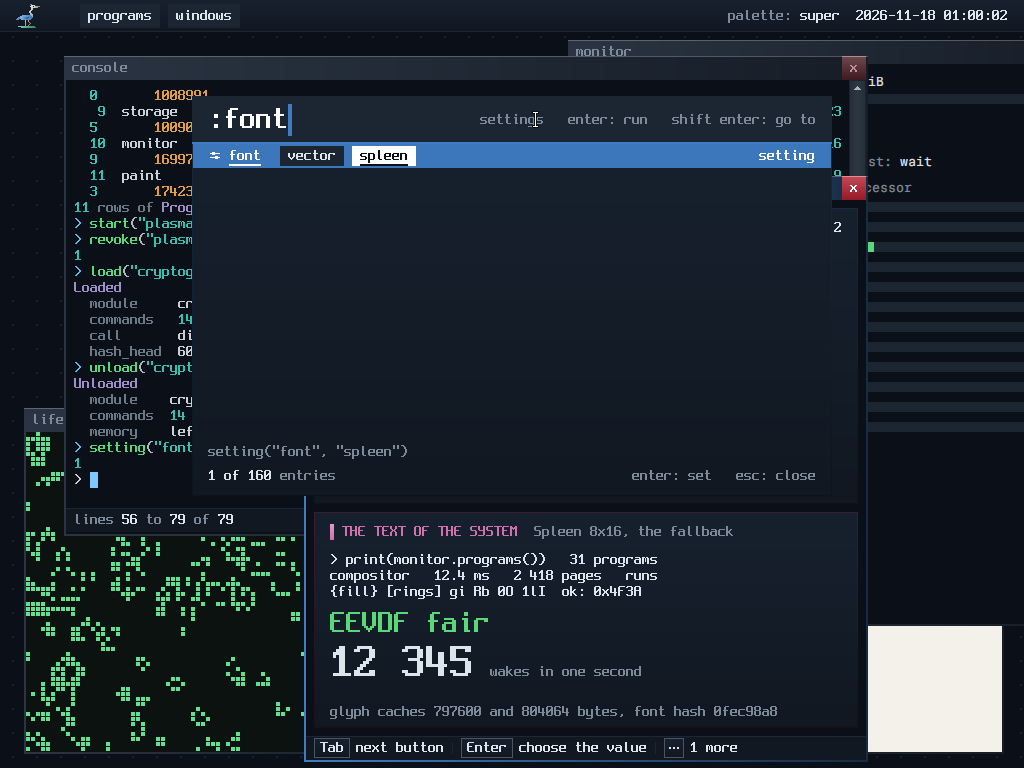 programs windows palette: super 2026-11-18 01:00:02
monitor
console
iB
0 1008991
9 storage
5 10090
10 monitor
9 16997
11 paint
3 17423
11 rows of Prog
> start("plasma
> revoke("plasm
1
> load("cryptog
Loaded
module cr
commands 14
call di
hash_head 60
> unload("crypt
Unloaded
module cry
commands 14
memory lef
> setting("font
1
>
lines 56 to 79 of 79
:font settings enter: run shift enter: go to
font vector spleen setting
setting("font", "spleen")
1 of 160 entries enter: set esc: close
3
6
9
st: wait
cessor
2
life
THE TEXT OF THE SYSTEM Spleen 8x16, the fallback
> print(monitor.programs()) 31 programs
compositor 12.4 ms 2 418 pages runs
{fill} [rings] gi Rb 0O 1lI ok: 0x4F3A
EEVDF fair
12 345 wakes in one second
glyph caches 797600 and 804064 bytes, font hash 0fec98a8
Tab next button Enter choose the value ... 1 more